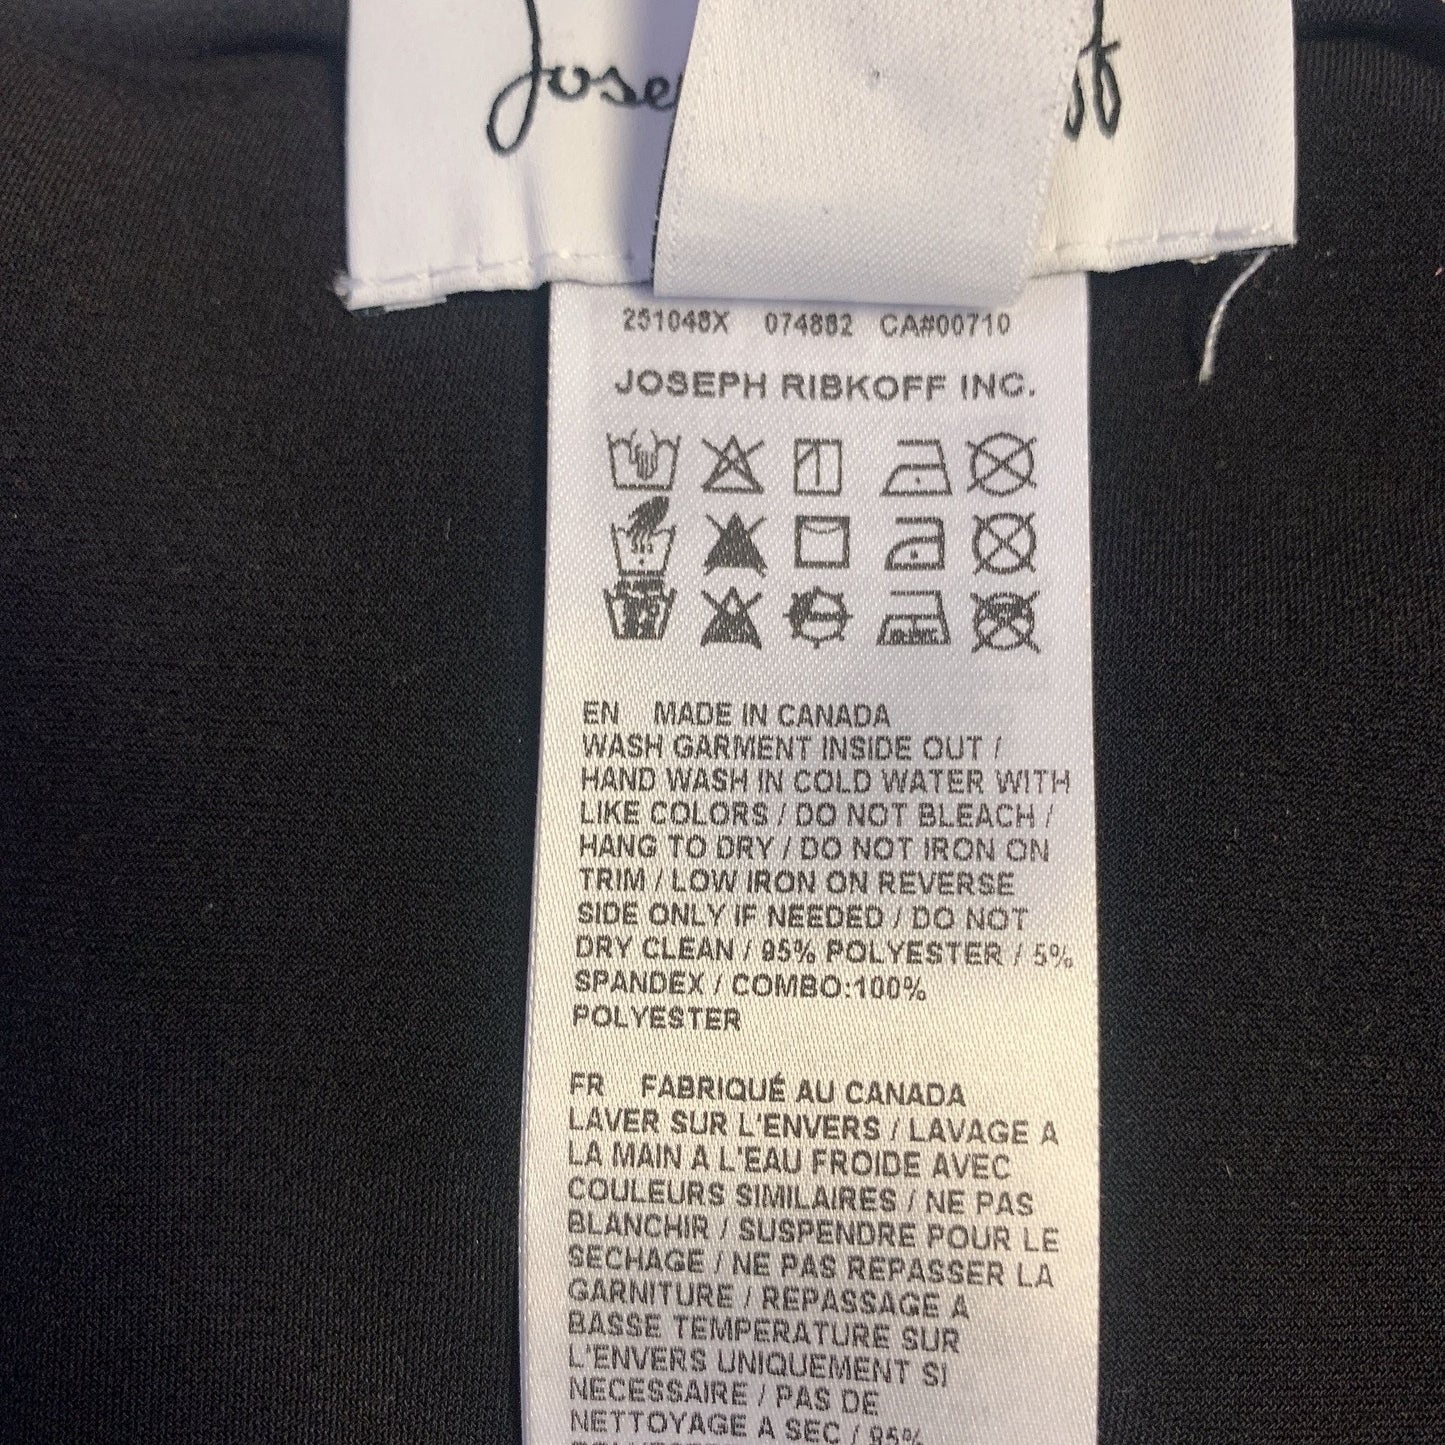 251048X 074882 CA#00710
JOSEPH RIBKOFF INC.
EN MADE IN CANADA
WASH GARMENT INSIDE OUT /
HAND WASH IN COLD WATER WITH
LIKE COLORS / DO NOT BLEACH /
HANG TO DRY / DO NOT IRON ON
TRIM / LOW IRON ON REVERSE
SIDE ONLY IF NEEDED / DO NOT
DRY CLEAN / 95% POLYESTER / 5%
SPANDEX / COMBO:100%
POLYESTER
FR FABRIQUÉ AU CANADA
LAVER SUR L'ENVERS / LAVAGE A
LA MAIN A L'EAU FROIDE AVEC
COULEURS SIMILAIRES / NE PAS
BLANCHIR / SUSPENDRE POUR LE
SECHAGE / NE PAS REPASSER LA
GARNITURE / REPASSAGE A
BASSE TEMPERATURE SUR
L'ENVERS UNIQUEMENT SI
NECESSAIRE / PAS DE
NETTOYAGE A SEC / 95%